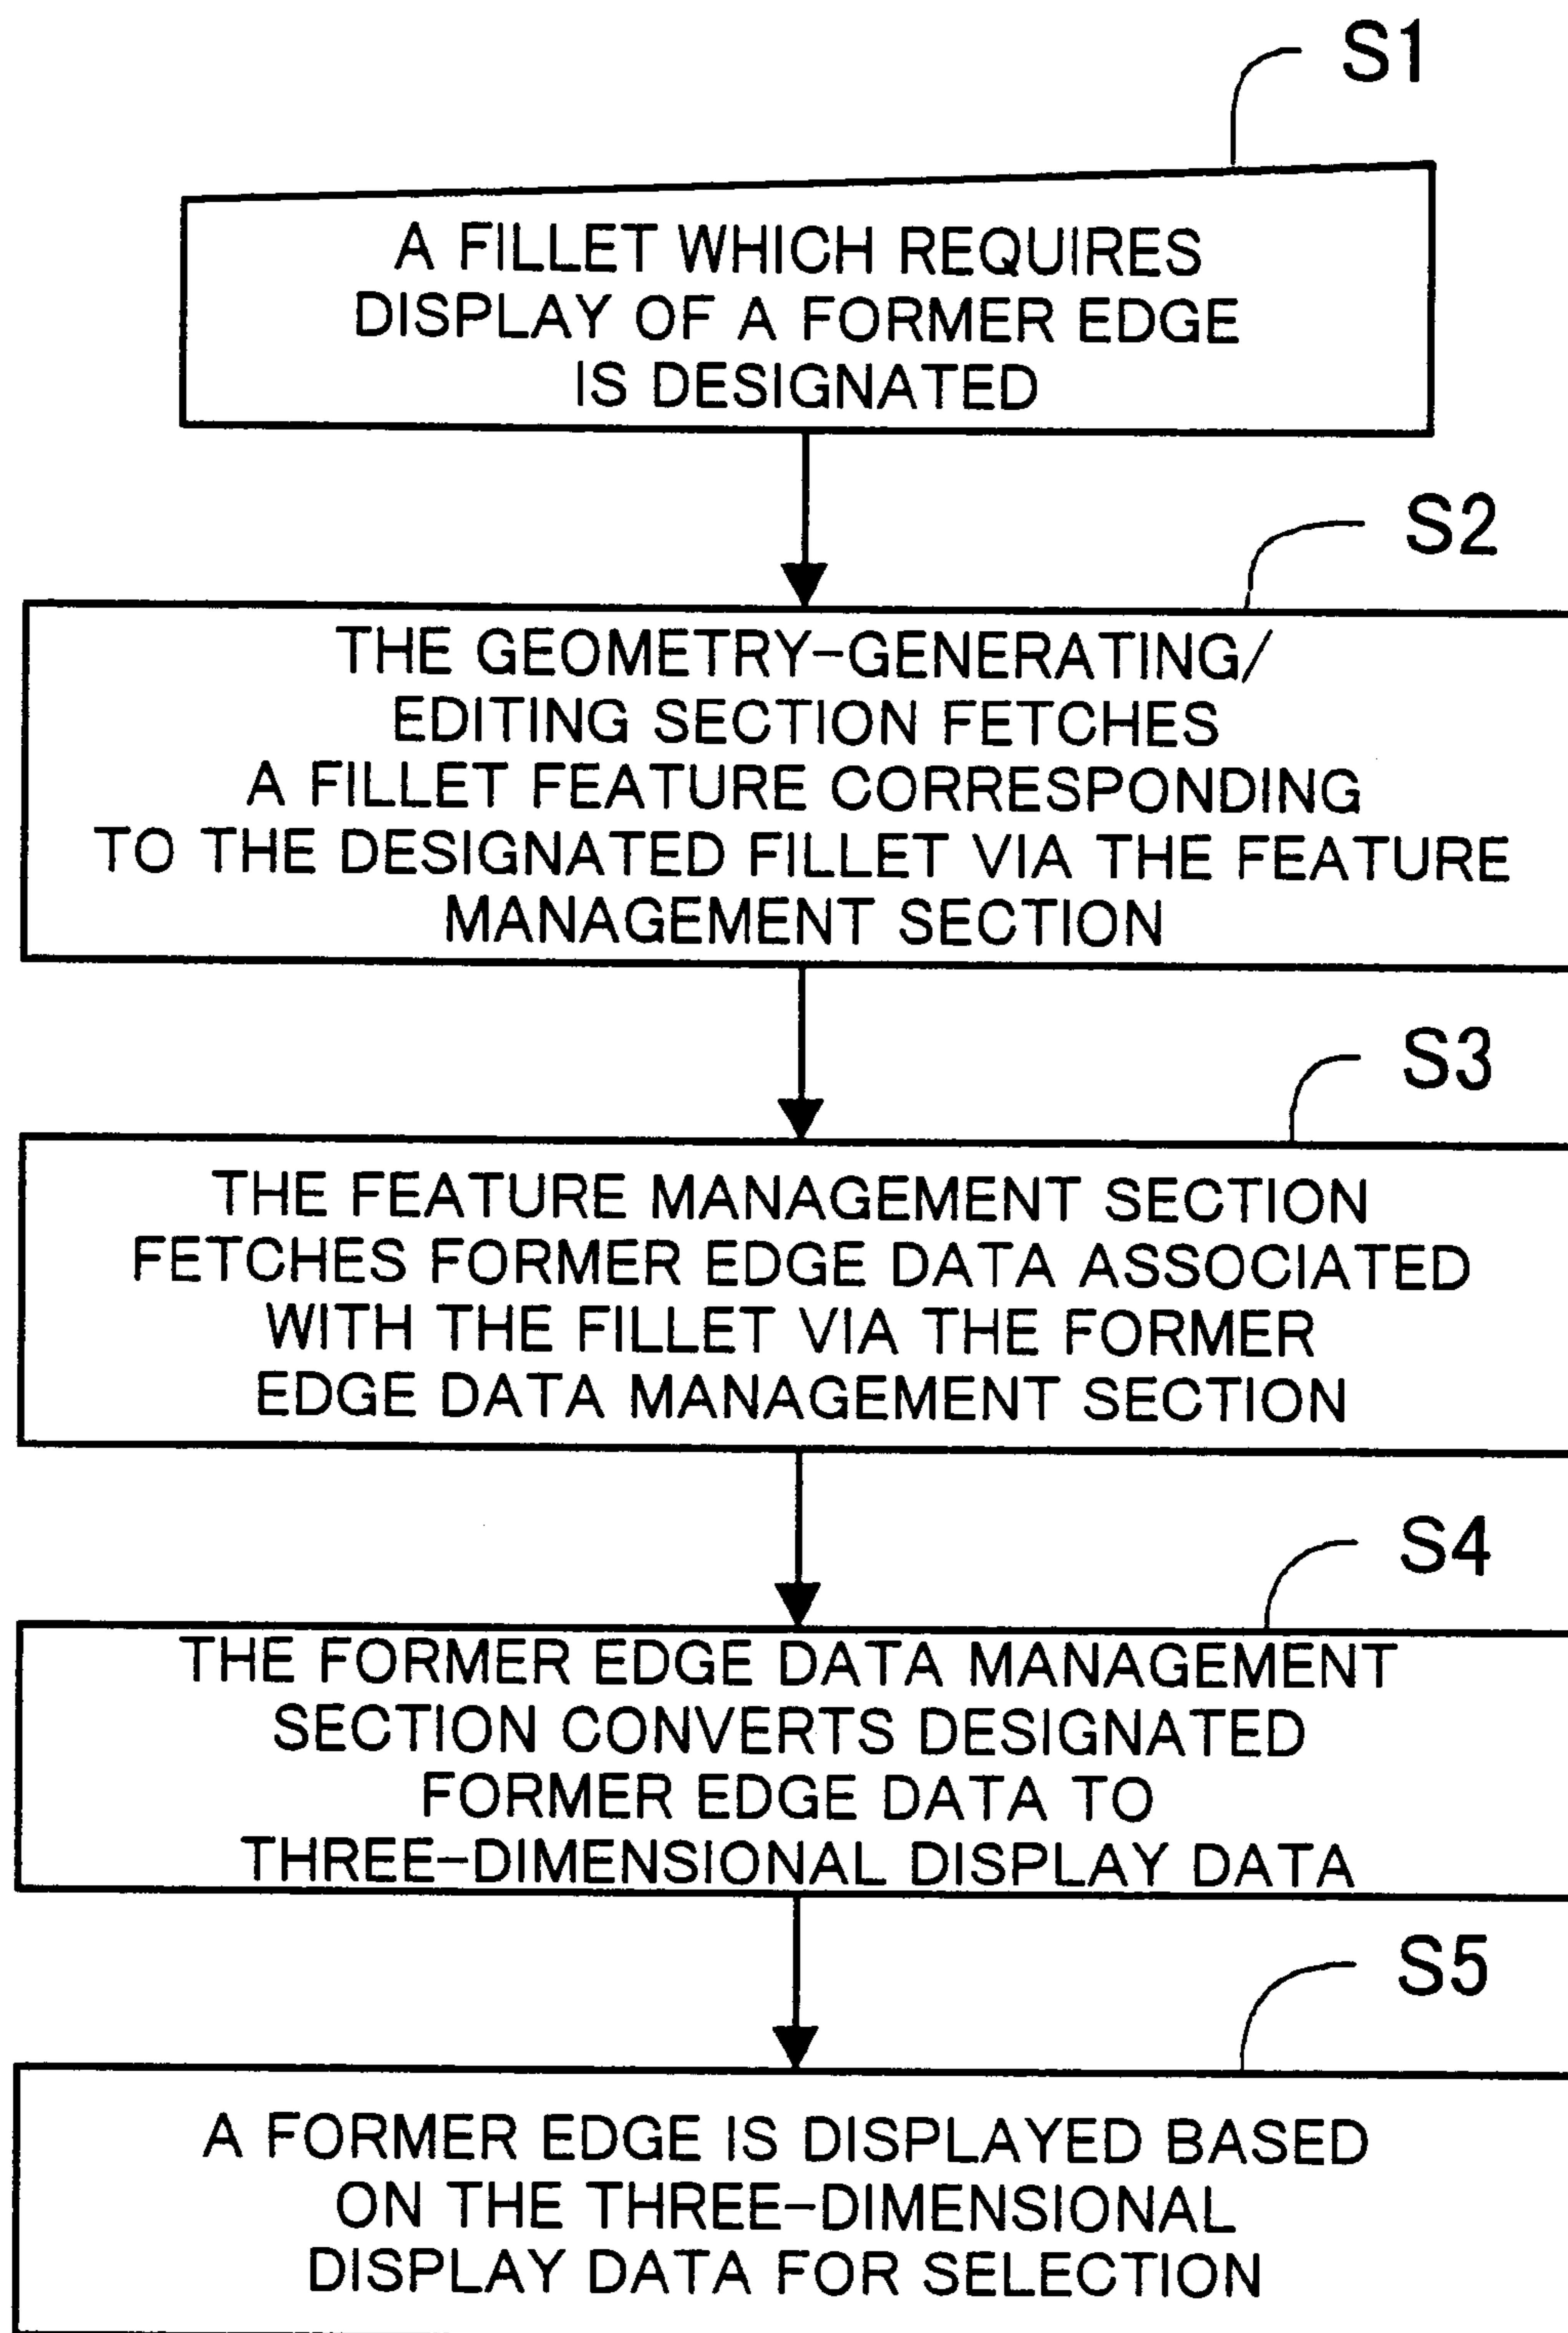 S1
A FILLET WHICH REQUIRES
DISPLAY OF A FORMER EDGE
IS DESIGNATED
S2
THE GEOMETRY-GENERATING/
EDITING SECTION FETCHES
A FILLET FEATURE CORRESPONDING
TO THE DESIGNATED FILLET VIA THE FEATURE
MANAGEMENT SECTION
S3
THE FEATURE MANAGEMENT SECTION
FETCHES FORMER EDGE DATA ASSOCIATED
WITH THE FILLET VIA THE FORMER
EDGE DATA MANAGEMENT SECTION
S4
THE FORMER EDGE DATA MANAGEMENT
SECTION CONVERTS DESIGNATED
FORMER EDGE DATA TO
THREE-DIMENSIONAL DISPLAY DATA
S5
A FORMER EDGE IS DISPLAYED BASED
ON THE THREE-DIMENSIONAL
DISPLAY DATA FOR SELECTION